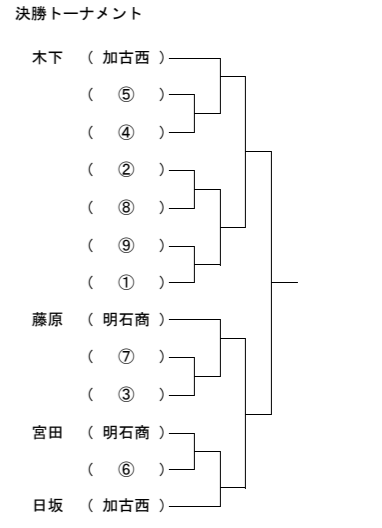 決勝トーナメント
木下 ( 加古西 )
( ⑤ )
( ④ )
( ② )
( ⑧ )
( ⑨ )
( ① )
藤原 ( 明石商 )
( ⑦ )
( ③ )
宮田 ( 明石商 )
( ⑥ )
日坂 ( 加古西 )